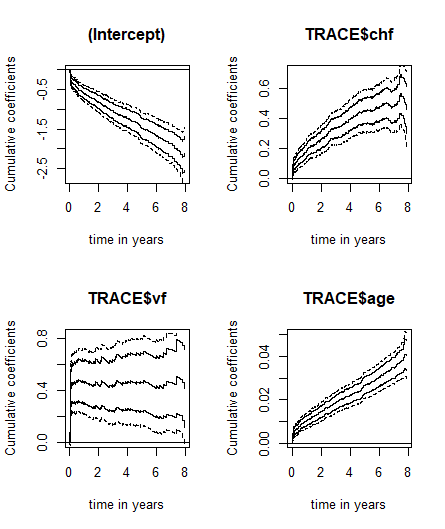 (Intercept)
Cumulative coefficients
-0.5
-1.5
-2.5
0 2 4 6 8
time in years
TRACE$chf
Cumulative coefficients
0.6
0.4
0.2
0.0
0 2 4 6 8
time in years
TRACE$vf
Cumulative coefficients
0.8
0.4
0.0
0 2 4 6 8
time in years
TRACE$age
Cumulative coefficients
0.04
0.02
0.00
0 2 4 6 8
time in years